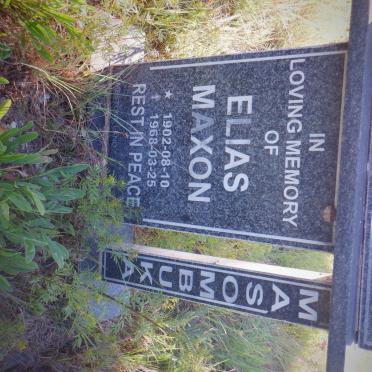 IN
LOVING MEMORY
OF
ELIAS
MAXON
★ 1902-08-10
† 1968-03-25
REST IN PEACE
MASOMBUKA